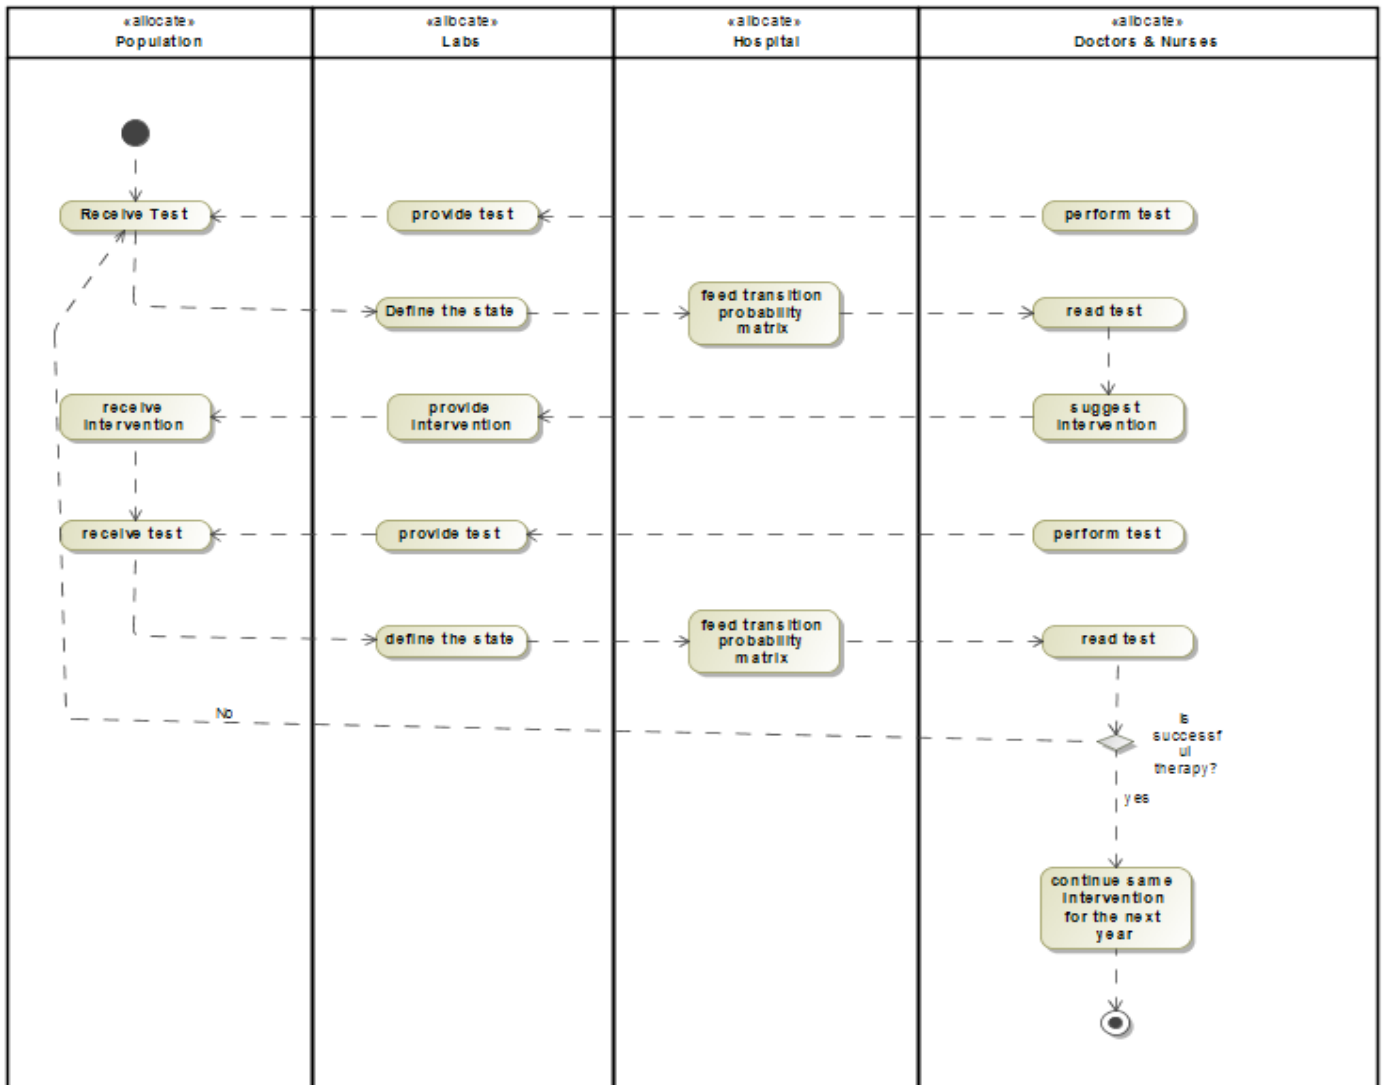 «allocate»
Population
«allocate»
Labs
«allocate»
Hospital
«allocate»
Doctors & Nurses
Receive Test
provide test
perform test
Define the state
feed transition
probability
matrix
read test
receive
intervention
provide
intervention
suggest
intervention
receive test
provide test
perform test
define the state
feed transition
probability
matrix
read test
No
is
successf
ul
therapy?
yes
continue same
intervention
for the next
year